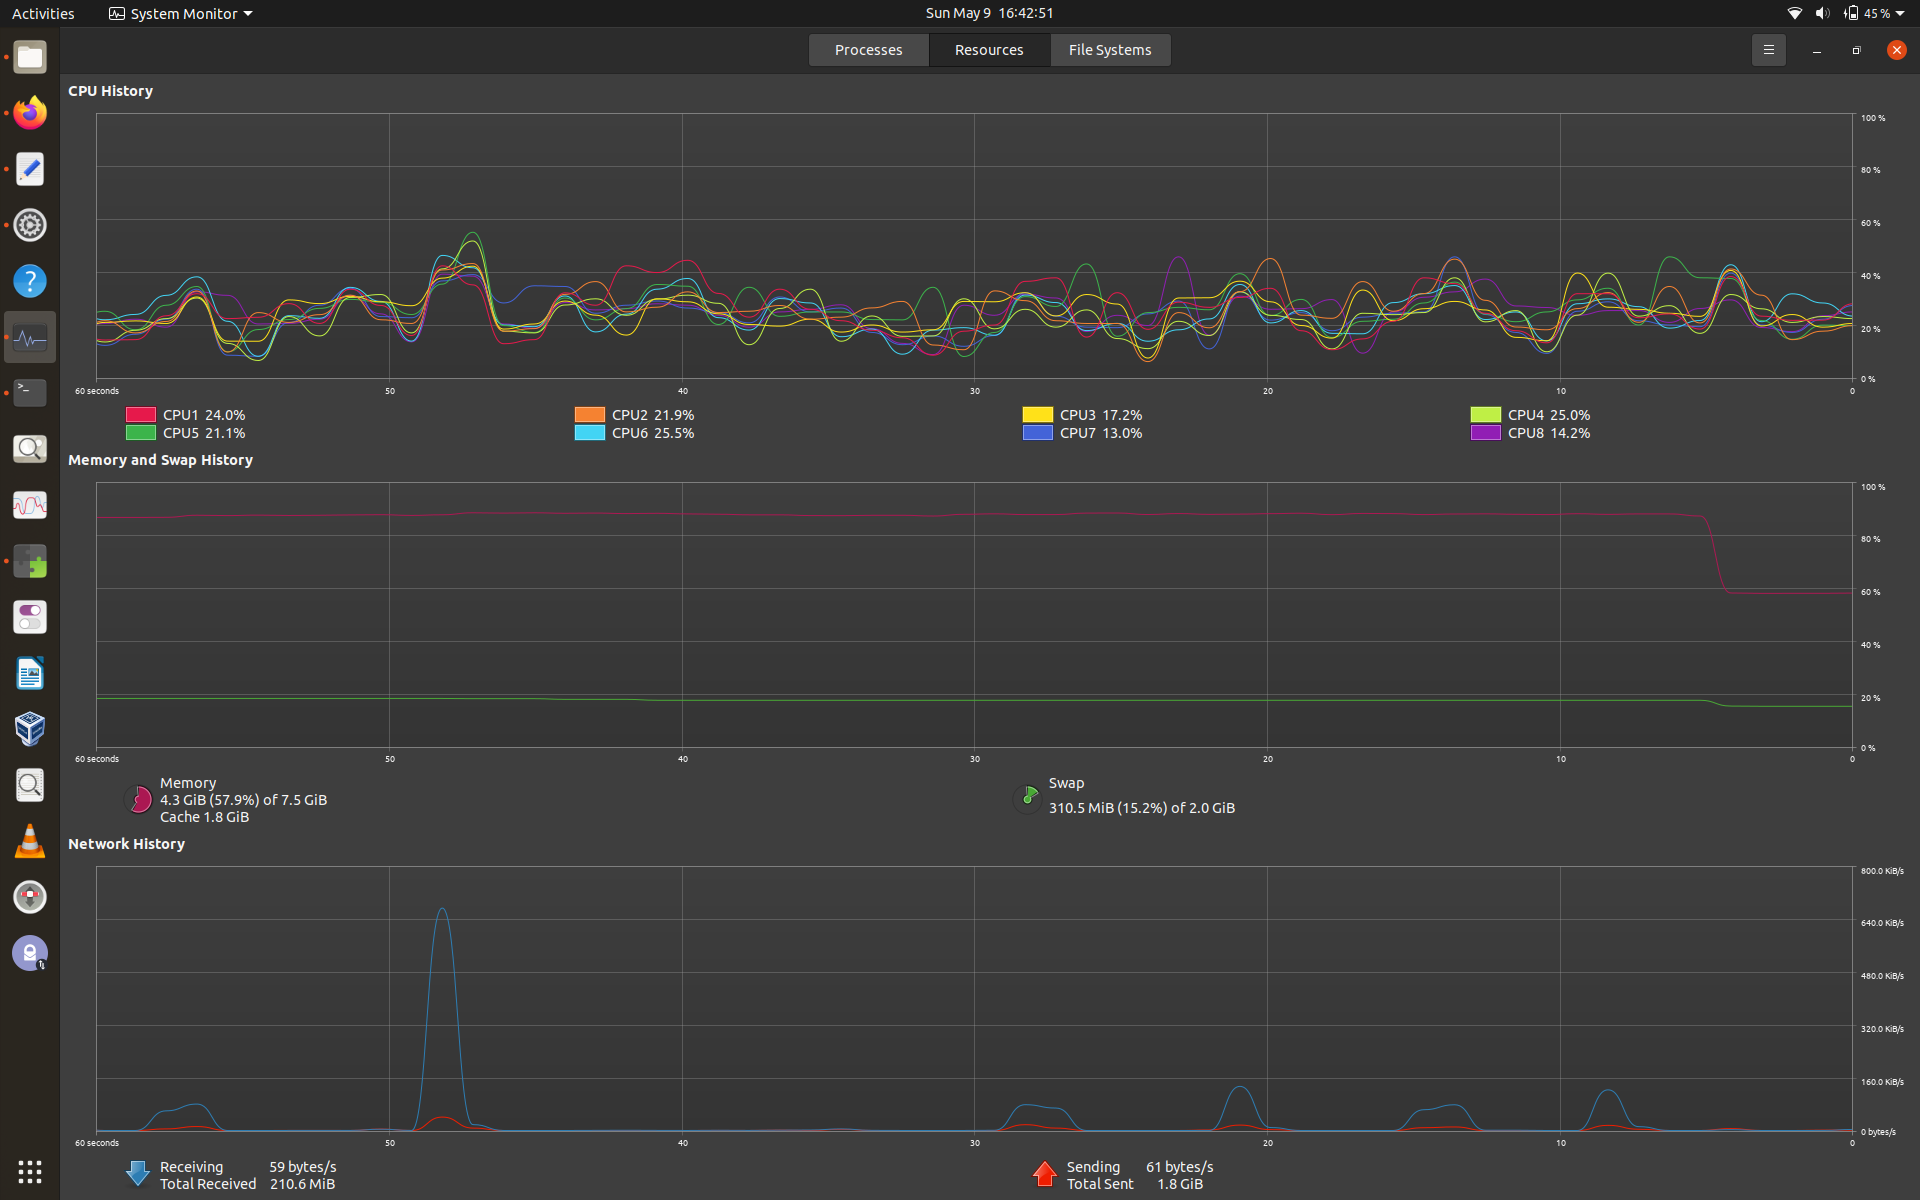 Activities
System Monitor
Sun May 9 16:42:51
45 %
Processes
Resources
File Systems
CPU History
100 %
80 %
60 %
40 %
20 %
0 %
60 seconds
50
40
30
20
10
0
CPU1 24.0%
CPU2 21.9%
CPU3 17.2%
CPU4 25.0%
CPU5 21.1%
CPU6 25.5%
CPU7 13.0%
CPU8 14.2%
Memory and Swap History
100 %
80 %
60 %
40 %
20 %
0 %
60 seconds
50
40
30
20
10
0
Memory
4.3 GiB (57.9%) of 7.5 GiB
Cache 1.8 GiB
Swap
310.5 MiB (15.2%) of 2.0 GiB
Network History
800.0 KiB/s
640.0 KiB/s
480.0 KiB/s
320.0 KiB/s
160.0 KiB/s
0 bytes/s
60 seconds
50
40
30
20
10
0
Receiving 59 bytes/s
Total Received 210.6 MiB
Sending 61 bytes/s
Total Sent 1.8 GiB